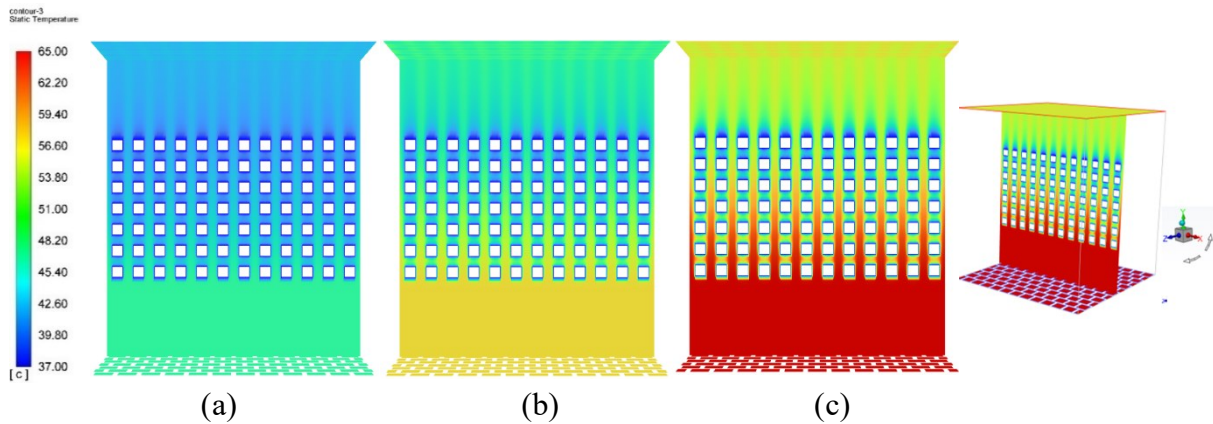 contour-3
Static Temperature
65.00
62.20
59.40
56.60
53.80
51.00
48.20
45.40
42.60
39.80
37.00
[ C ]
(a) (b) (c)
Y
Z X